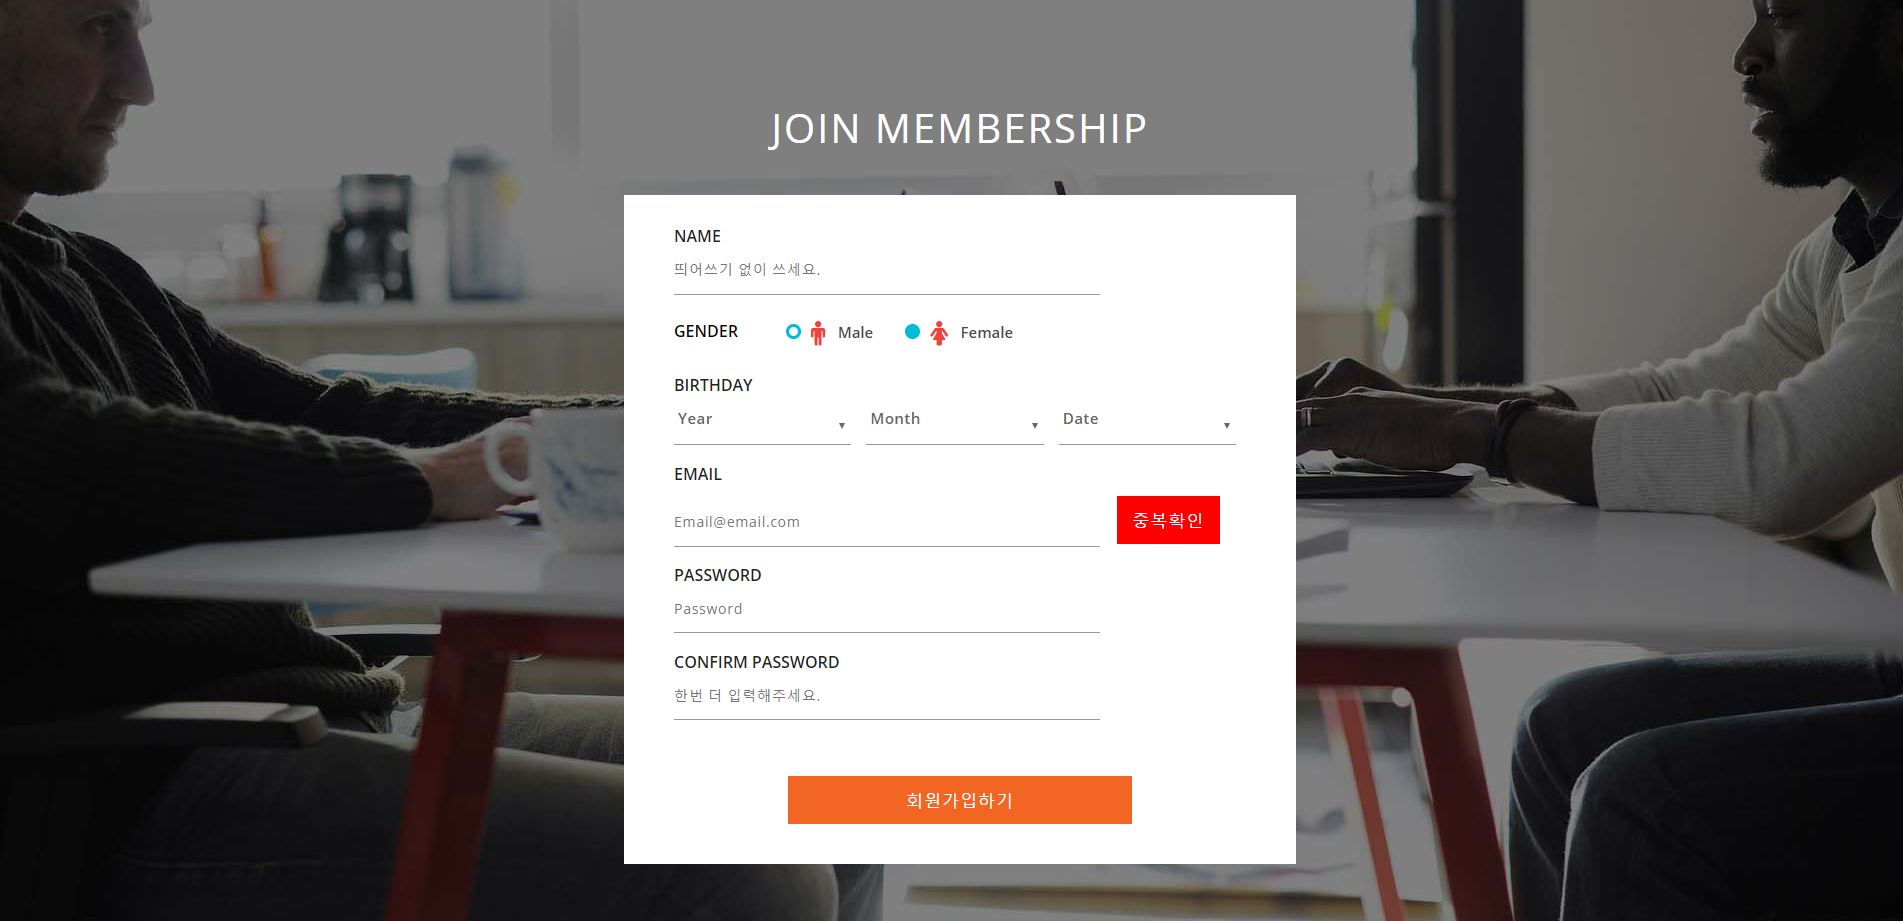 JOIN MEMBERSHIP
NAME
띄어쓰기 없이 쓰세요.
GENDER Male Female
BIRTHDAY
Year Month Date
EMAIL
Email@email.com 중복확인
PASSWORD
Password
CONFIRM PASSWORD
한번 더 입력해주세요.
회원가입하기